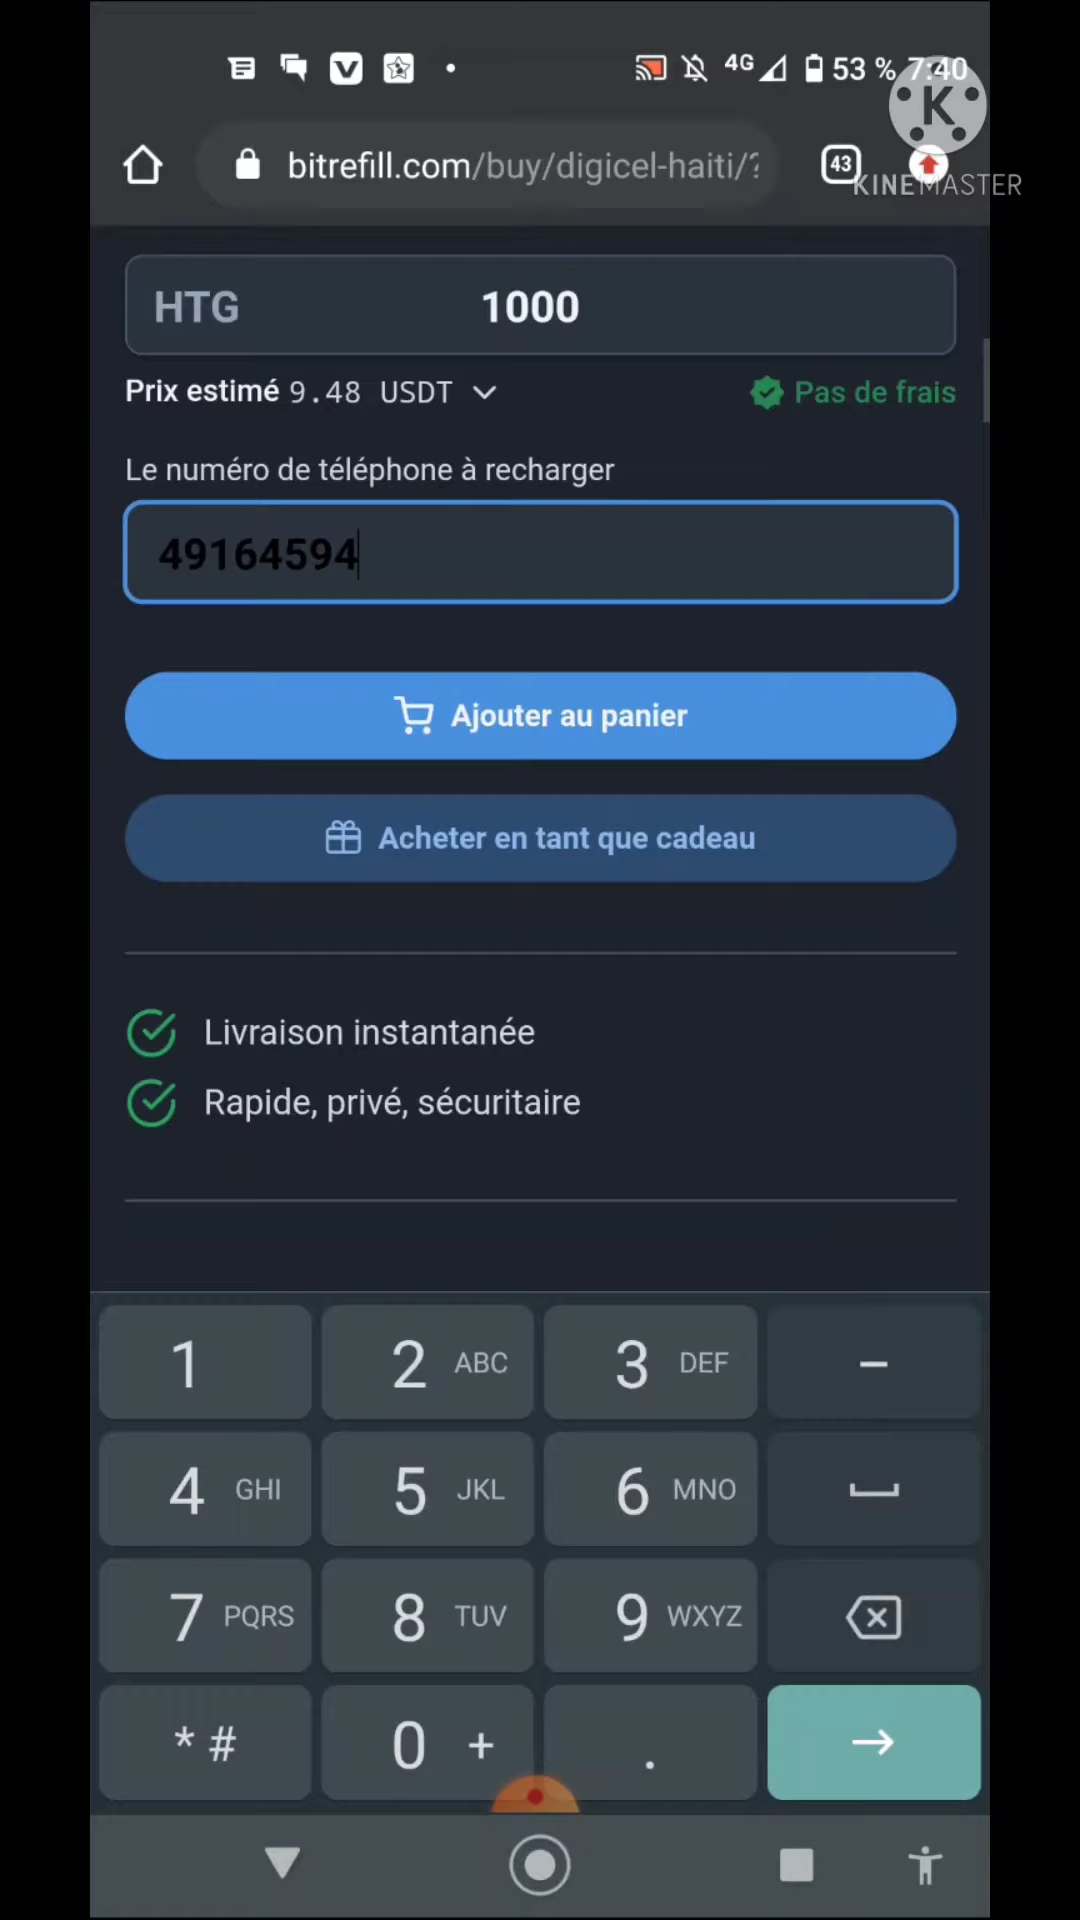 4G 53 % 7:40
K
bitrefill.com/buy/digicel-haiti/?
43
KINEMASTER
HTG 1000
Prix estimé 9.48 USDT
Pas de frais
Le numéro de téléphone à recharger
49164594
Ajouter au panier
Acheter en tant que cadeau
Livraison instantanée
Rapide, privé, sécuritaire
1 2 ABC 3 DEF –
4 GHI 5 JKL 6 MNO
7 PQRS 8 TUV 9 WXYZ
* # 0 + .